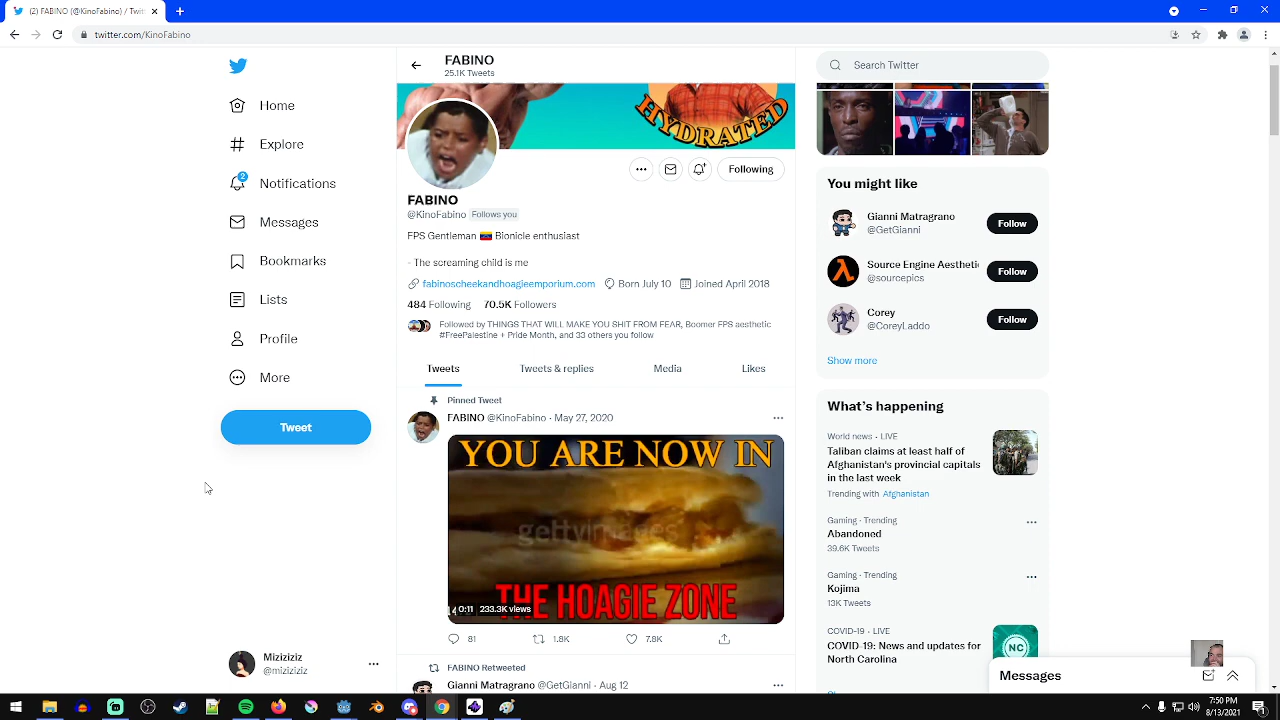 (2) FABINO (@KinoFabino) / Twit
twitter.com/KinoFabino
FABINO
25.1K Tweets
Search Twitter
HYDRATED
Home
Explore
2
Notifications
Messages
Bookmarks
Lists
Profile
More
Tweet
Miziziziz
@miziziziz
Following
FABINO
@KinoFabino Follows you
FPS Gentleman 🇻🇪 Bionicle enthusiast
- The screaming child is me
fabinoscheekandhoagieemporium.com Born July 10 Joined April 2018
484 Following 70.5K Followers
Followed by THINGS THAT WILL MAKE YOU SHIT FROM FEAR, Boomer FPS aesthetic
#FreePalestine + Pride Month, and 33 others you follow
Tweets Tweets & replies Media Likes
Pinned Tweet
FABINO @KinoFabino · May 27, 2020
YOU ARE NOW IN
gettyimages
THE HOAGIE ZONE
0:11 233.3K views
81 1.8K 7.8K
FABINO Retweeted
Gianni Matragrano @GetGianni · Aug 12
You might like
Gianni Matragrano
@GetGianni
Follow
Source Engine Aestheti
@sourcepics
Follow
Corey
@CoreyLaddo
Follow
Show more
What's happening
World news · LIVE
Taliban claims at least half of
Afghanistan's provincial capitals
in the last week
Trending with Afghanistan
Gaming · Trending
Abandoned
39.6K Tweets
Gaming · Trending
Kojima
13K Tweets
COVID-19 · LIVE
COVID-19: News and updates for
North Carolina
NC
Messages
7:50 PM
8/13/2021